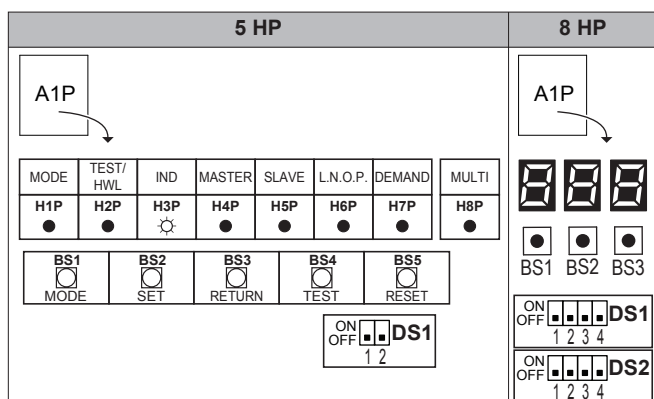 5 HP
8 HP
A1P
A1P
MODE TEST/HWL IND MASTER SLAVE L.N.O.P. DEMAND MULTI
H1P H2P H3P H4P H5P H6P H7P H8P
BS1 BS2 BS3 BS4 BS5
MODE SET RETURN TEST RESET
ON
OFF
DS1
1 2
888
BS1 BS2 BS3
ON
OFF
DS1
1 2 3 4
ON
OFF
DS2
1 2 3 4